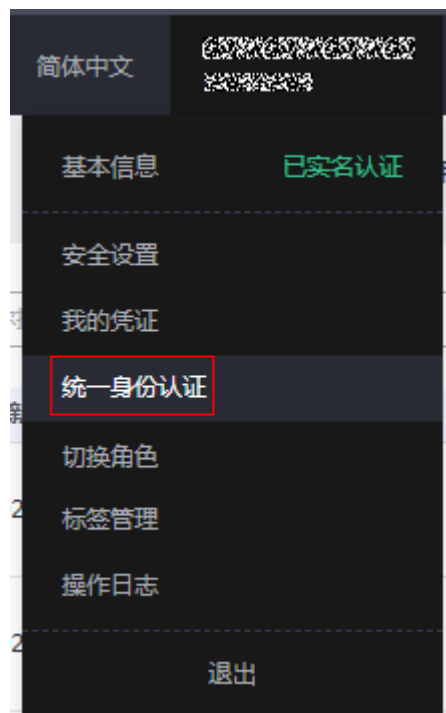 简体中文
基本信息 已实名认证
安全设置
我的凭证
统一身份认证
切换角色
标签管理
操作日志
退出